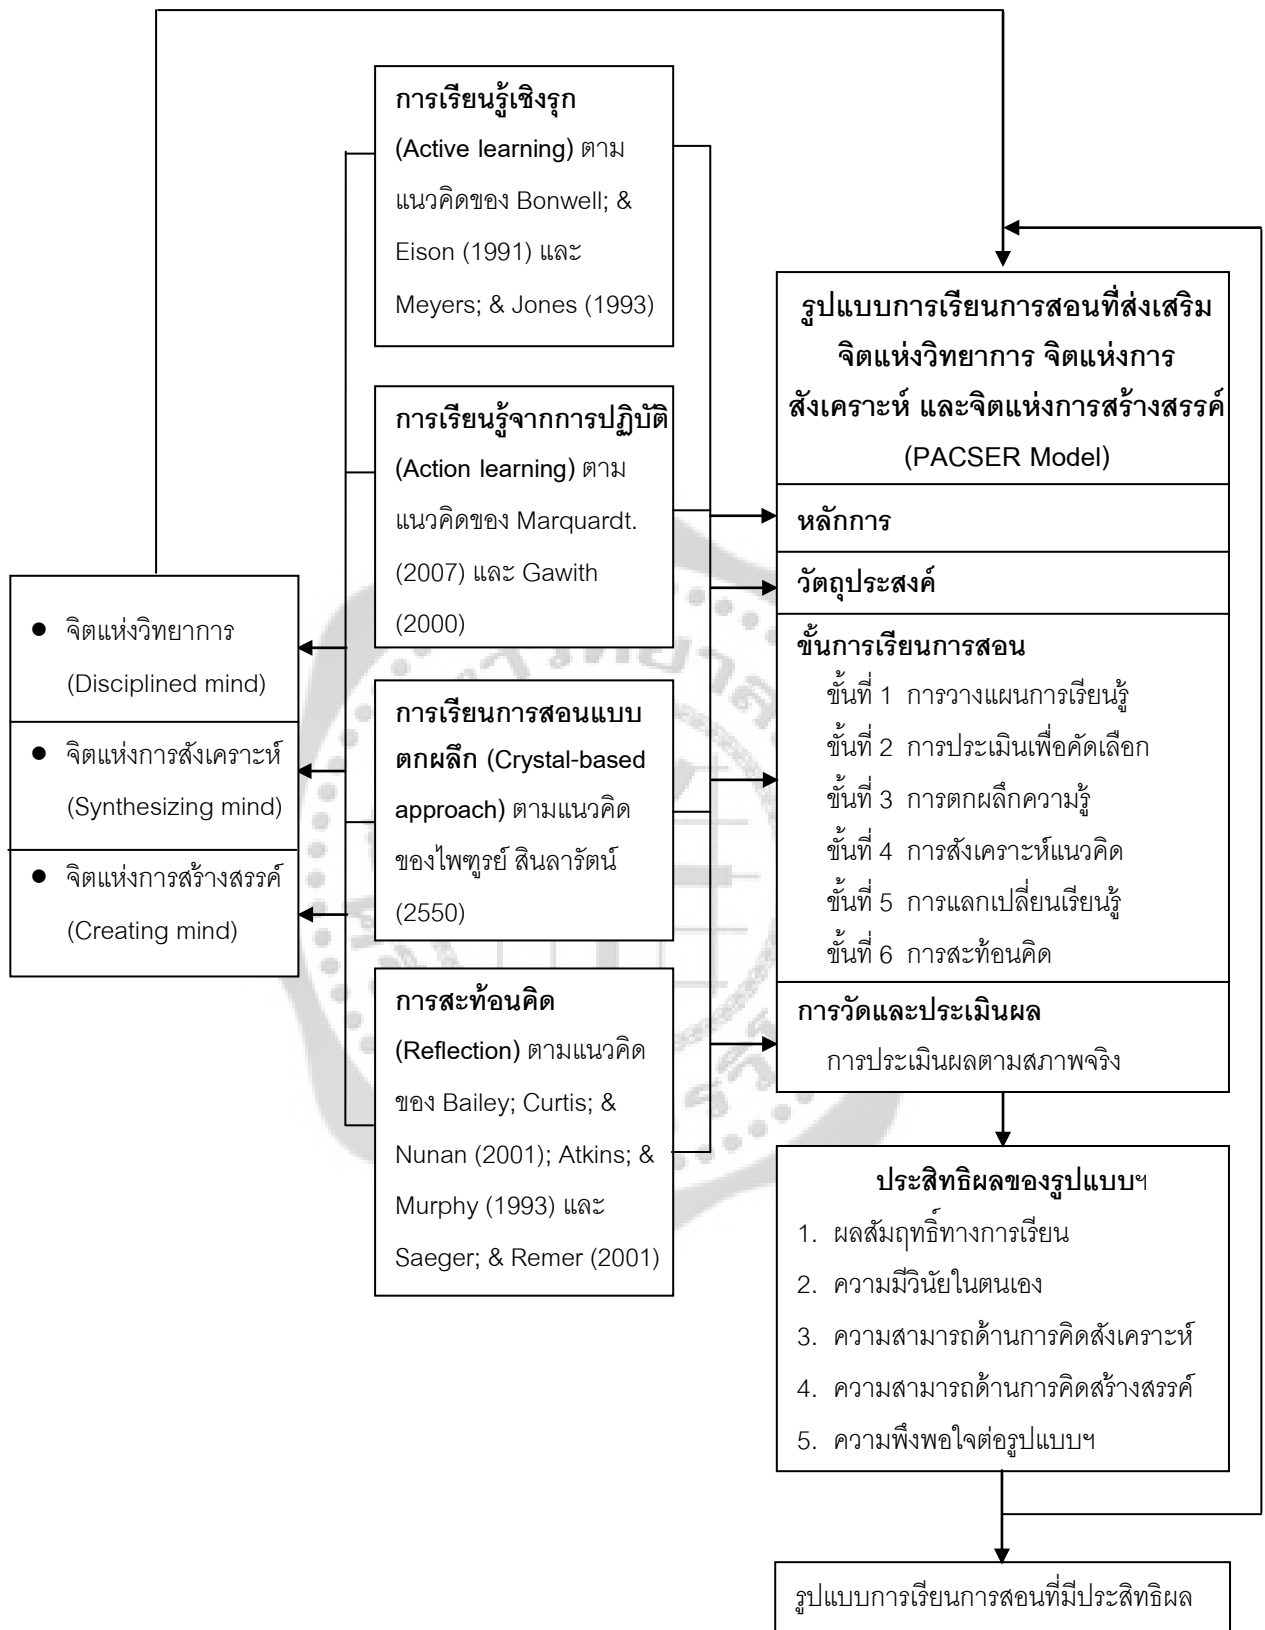 การเรียนรู้เชิงรุก
(Active learning) ตาม
แนวคิดของ Bonwell; &
Eison (1991) และ
Meyers; & Jones (1993)
การเรียนรู้จากการปฏิบัติ
(Action learning) ตาม
แนวคิดของ Marquardt.
(2007) และ Gawith
(2000)
การเรียนการสอนแบบ
ตกผลึก (Crystal-based
approach) ตามแนวคิด
ของไพฑูรย์ สินลารัตน์
(2550)
การสะท้อนคิด
(Reflection) ตามแนวคิด
ของ Bailey; Curtis; &
Nunan (2001); Atkins; &
Murphy (1993) และ
Saeger; & Remer (2001)
● จิตแห่งวิทยาการ
(Disciplined mind)
● จิตแห่งการสังเคราะห์
(Synthesizing mind)
● จิตแห่งการสร้างสรรค์
(Creating mind)
รูปแบบการเรียนการสอนที่ส่งเสริม
จิตแห่งวิทยาการ จิตแห่งการ
สังเคราะห์ และจิตแห่งการสร้างสรรค์
(PACSER Model)
หลักการ
วัตถุประสงค์
ขั้นการเรียนการสอน
ขั้นที่ 1 การวางแผนการเรียนรู้
ขั้นที่ 2 การประเมินเพื่อคัดเลือก
ขั้นที่ 3 การตกผลึกความรู้
ขั้นที่ 4 การสังเคราะห์แนวคิด
ขั้นที่ 5 การแลกเปลี่ยนเรียนรู้
ขั้นที่ 6 การสะท้อนคิด
การวัดและประเมินผล
การประเมินผลตามสภาพจริง
ประสิทธิผลของรูปแบบฯ
1. ผลสัมฤทธิ์ทางการเรียน
2. ความมีวินัยในตนเอง
3. ความสามารถด้านการคิดสังเคราะห์
4. ความสามารถด้านการคิดสร้างสรรค์
5. ความพึงพอใจต่อรูปแบบฯ
รูปแบบการเรียนการสอนที่มีประสิทธิผล